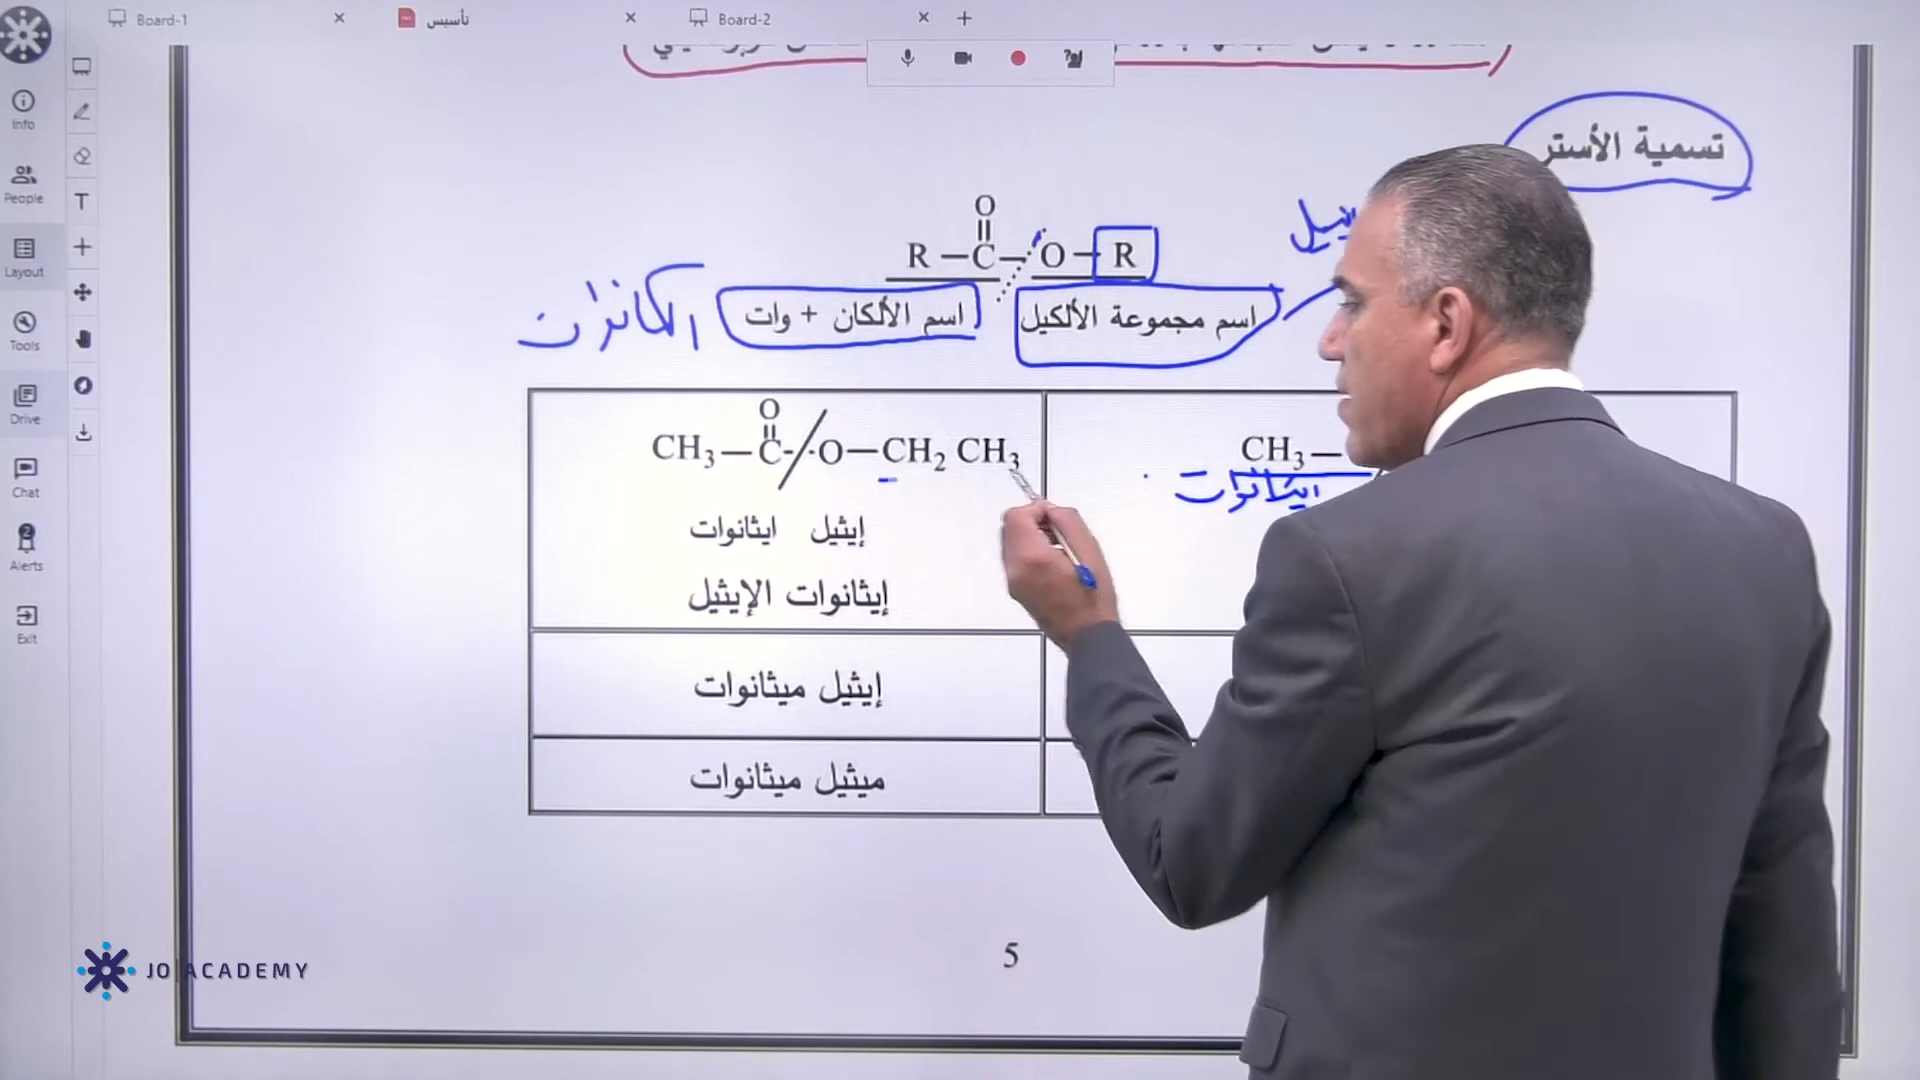 Board-1
تأسيس
Board-2
Info
People
Layout
Tools
Drive
Chat
2
Alerts
Exit
T
تسمية الأستر
O
R — C — O — R
اسم مجموعة الألكيل
اسم الألكان + وات
الكانوات
O
CH₃—C-/-O—CH₂ CH₃
إيثيل ايثانوات
إيثانوات الإيثيل
CH₃—
ايثانوات
إيثيل ميثانوات
ميثيل ميثانوات
5
JO ACADEMY